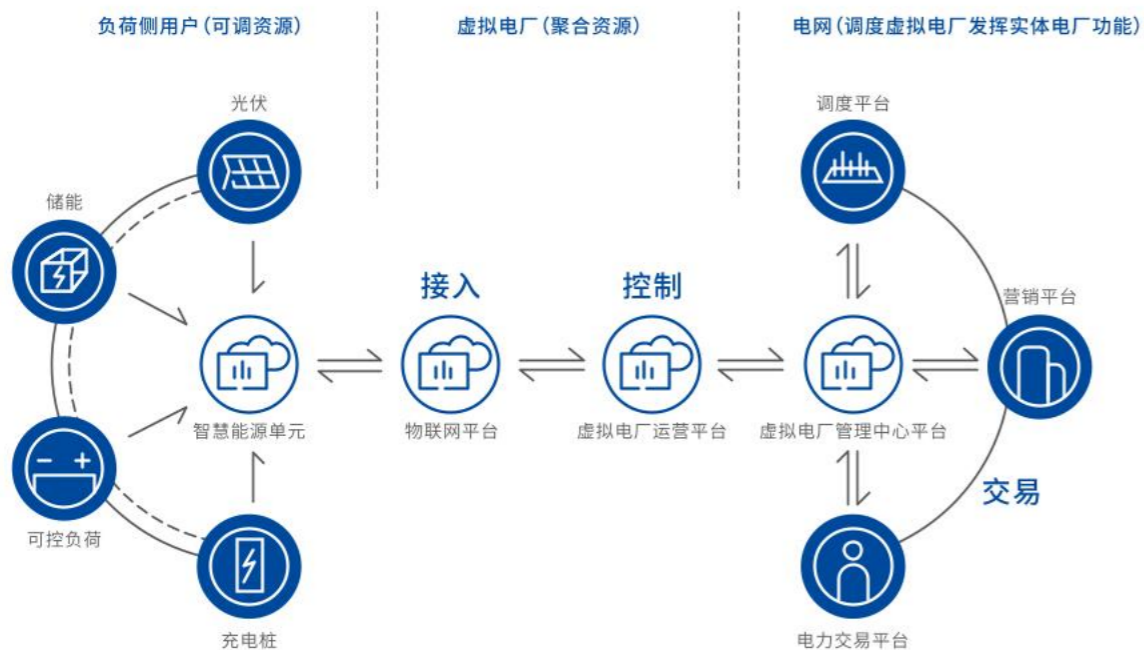 负荷侧用户(可调资源)
虚拟电厂(聚合资源)
电网(调度虚拟电厂发挥实体电厂功能)
光伏
调度平台
储能
接入
控制
营销平台
智慧能源单元
物联网平台
虚拟电厂运营平台
虚拟电厂管理中心平台
交易
可控负荷
充电桩
电力交易平台